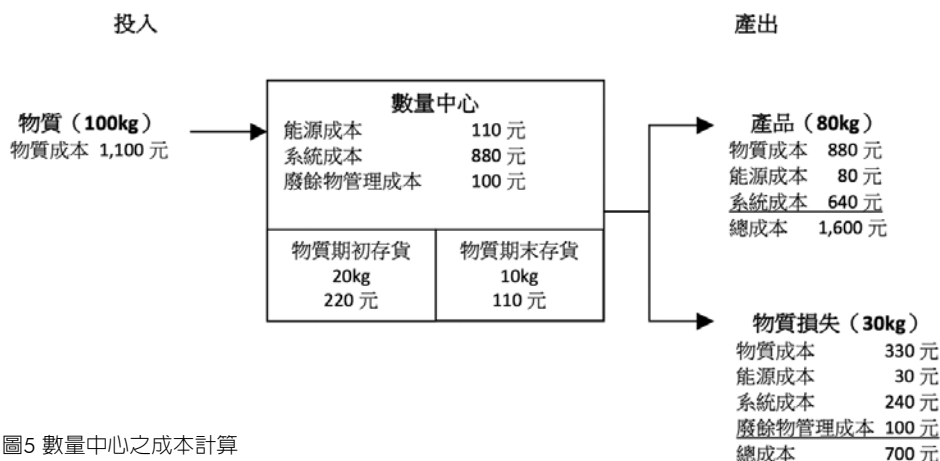 投入
產出
物質（100kg）
物質成本 1,100 元
數量中心
能源成本 110 元
系統成本 880 元
廢餘物管理成本 100 元
物質期初存貨
20kg
220 元
物質期末存貨
10kg
110 元
產品（80kg）
物質成本 880 元
能源成本 80 元
系統成本 640 元
總成本 1,600 元
物質損失（30kg）
物質成本 330 元
能源成本 30 元
系統成本 240 元
廢餘物管理成本 100 元
總成本 700 元
圖5 數量中心之成本計算